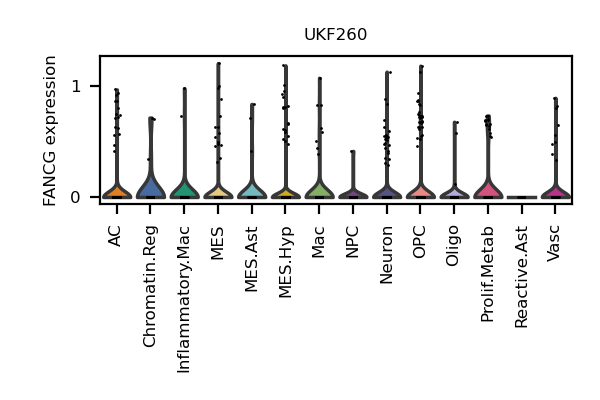 UKF260
FANCG expression
1
0
AC
Chromatin.Reg
Inflammatory.Mac
MES
MES.Ast
MES.Hyp
Mac
NPC
Neuron
OPC
Oligo
Prolif.Metab
Reactive.Ast
Vasc